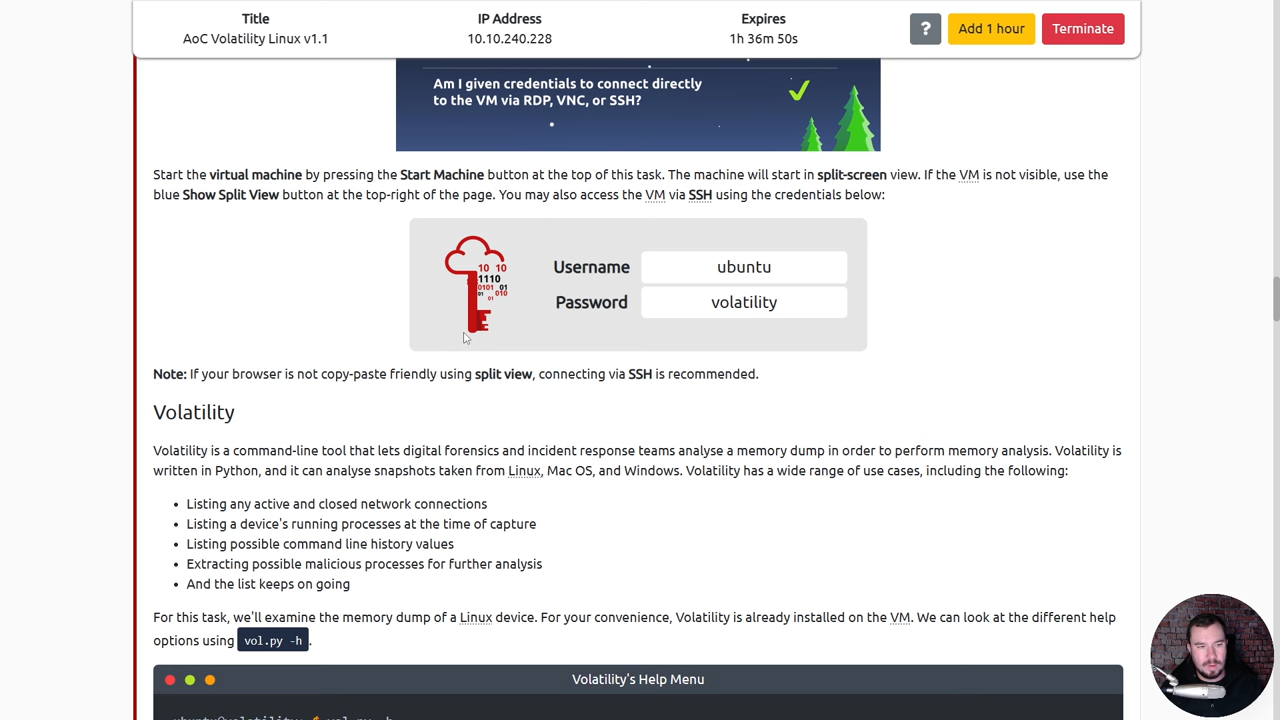 Title
AoC Volatility Linux v1.1
IP Address
10.10.240.228
Expires
1h 36m 50s
?
Add 1 hour
Terminate
Am I given credentials to connect directly
to the VM via RDP, VNC, or SSH?
Start the virtual machine by pressing the Start Machine button at the top of this task. The machine will start in split-screen view. If the VM is not visible, use the
blue Show Split View button at the top-right of the page. You may also access the VM via SSH using the credentials below:
10 10
1110
0101 01
01 010
01
Username
ubuntu
Password
volatility
Note: If your browser is not copy-paste friendly using split view, connecting via SSH is recommended.
Volatility
Volatility is a command-line tool that lets digital forensics and incident response teams analyse a memory dump in order to perform memory analysis. Volatility is
written in Python, and it can analyse snapshots taken from Linux, Mac OS, and Windows. Volatility has a wide range of use cases, including the following:
• Listing any active and closed network connections
• Listing a device's running processes at the time of capture
• Listing possible command line history values
• Extracting possible malicious processes for further analysis
• And the list keeps on going
For this task, we'll examine the memory dump of a Linux device. For your convenience, Volatility is already installed on the VM. We can look at the different help
options using vol.py -h.
Volatility's Help Menu
ubuntu@volatility:~$ vol.py -h